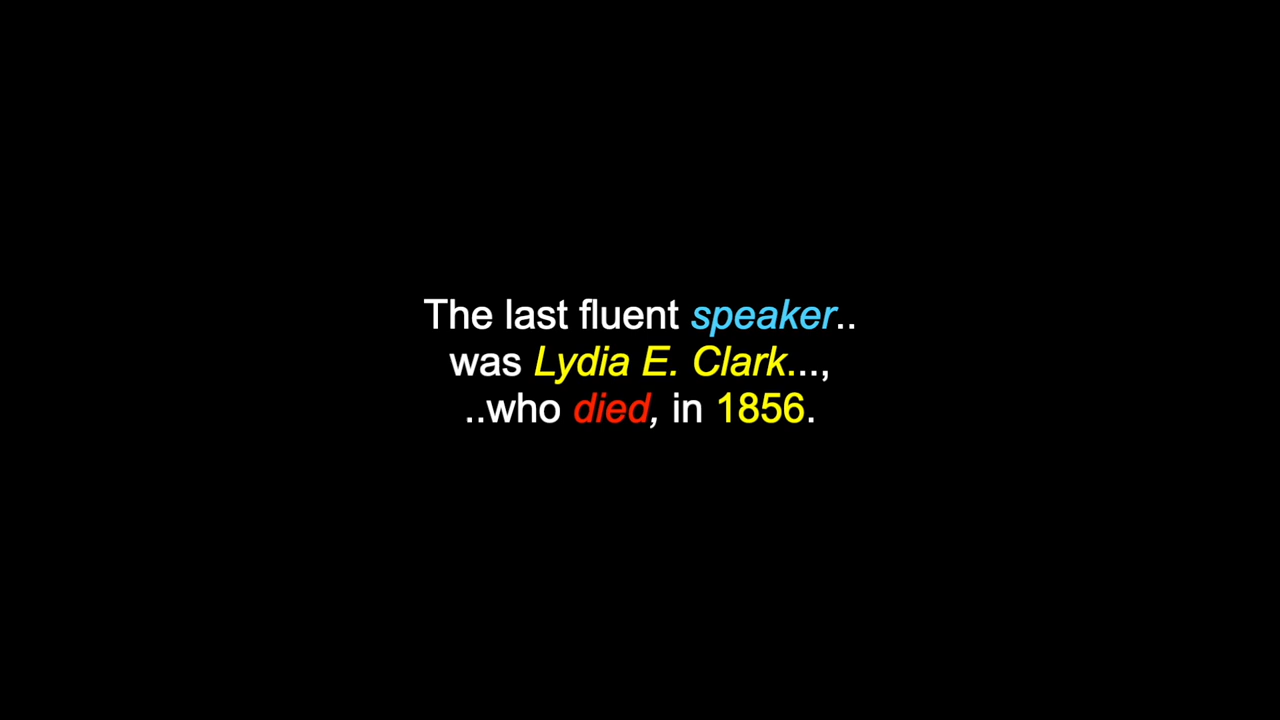 The last fluent speaker..
was Lydia E. Clark...,
..who died, in 1856.